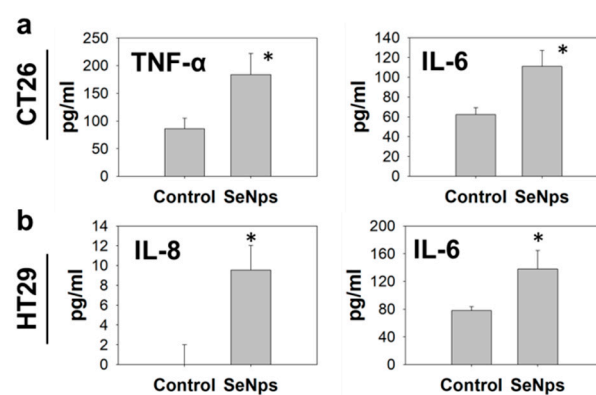 a
CT26
pg/ml
250
200
150
100
50
0
TNF-α
*
Control SeNps
pg/ml
140
120
100
80
60
40
20
0
IL-6
*
Control SeNps
b
HT29
pg/ml
14
12
10
8
6
4
2
0
IL-8
*
Control SeNps
pg/ml
200
160
120
80
40
0
IL-6
*
Control SeNps